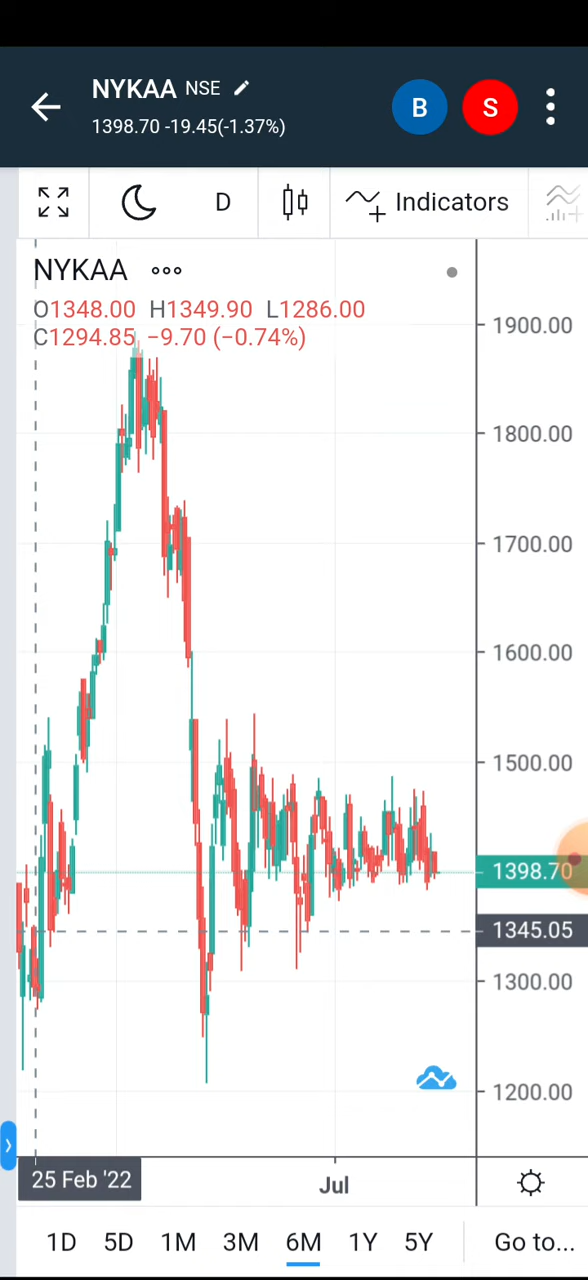 NYKAA NSE
1398.70 -19.45(-1.37%)
B S
D Indicators
NYKAA
O1348.00 H1349.90 L1286.00
C1294.85 −9.70 (−0.74%)
1900.00
1800.00
1700.00
1600.00
1500.00
1398.70
1345.05
1300.00
1200.00
25 Feb '22 Jul
1D 5D 1M 3M 6M 1Y 5Y Go to...